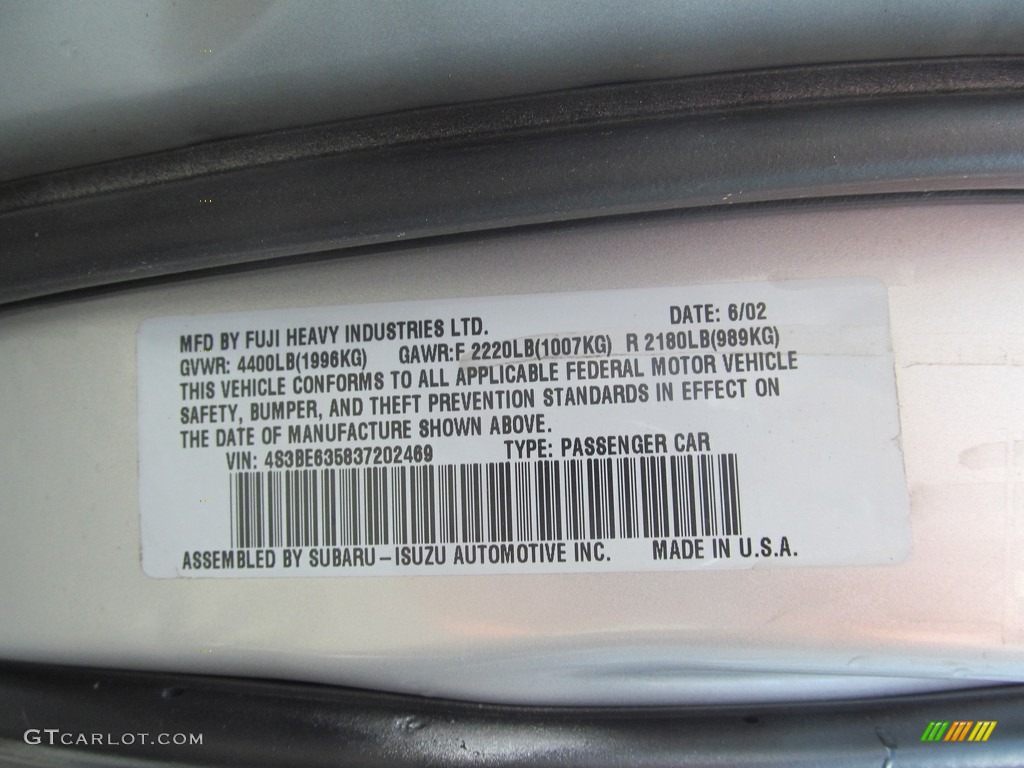 MFD BY FUJI HEAVY INDUSTRIES LTD. DATE: 6/02
GVWR: 4400LB(1996KG) GAWR:F 2220LB(1007KG) R 2180LB(989KG)
THIS VEHICLE CONFORMS TO ALL APPLICABLE FEDERAL MOTOR VEHICLE
SAFETY, BUMPER, AND THEFT PREVENTION STANDARDS IN EFFECT ON
THE DATE OF MANUFACTURE SHOWN ABOVE.
VIN: 4S3BE635837202469 TYPE: PASSENGER CAR
ASSEMBLED BY SUBARU-ISUZU AUTOMOTIVE INC. MADE IN U.S.A.
GTCARLOT.COM